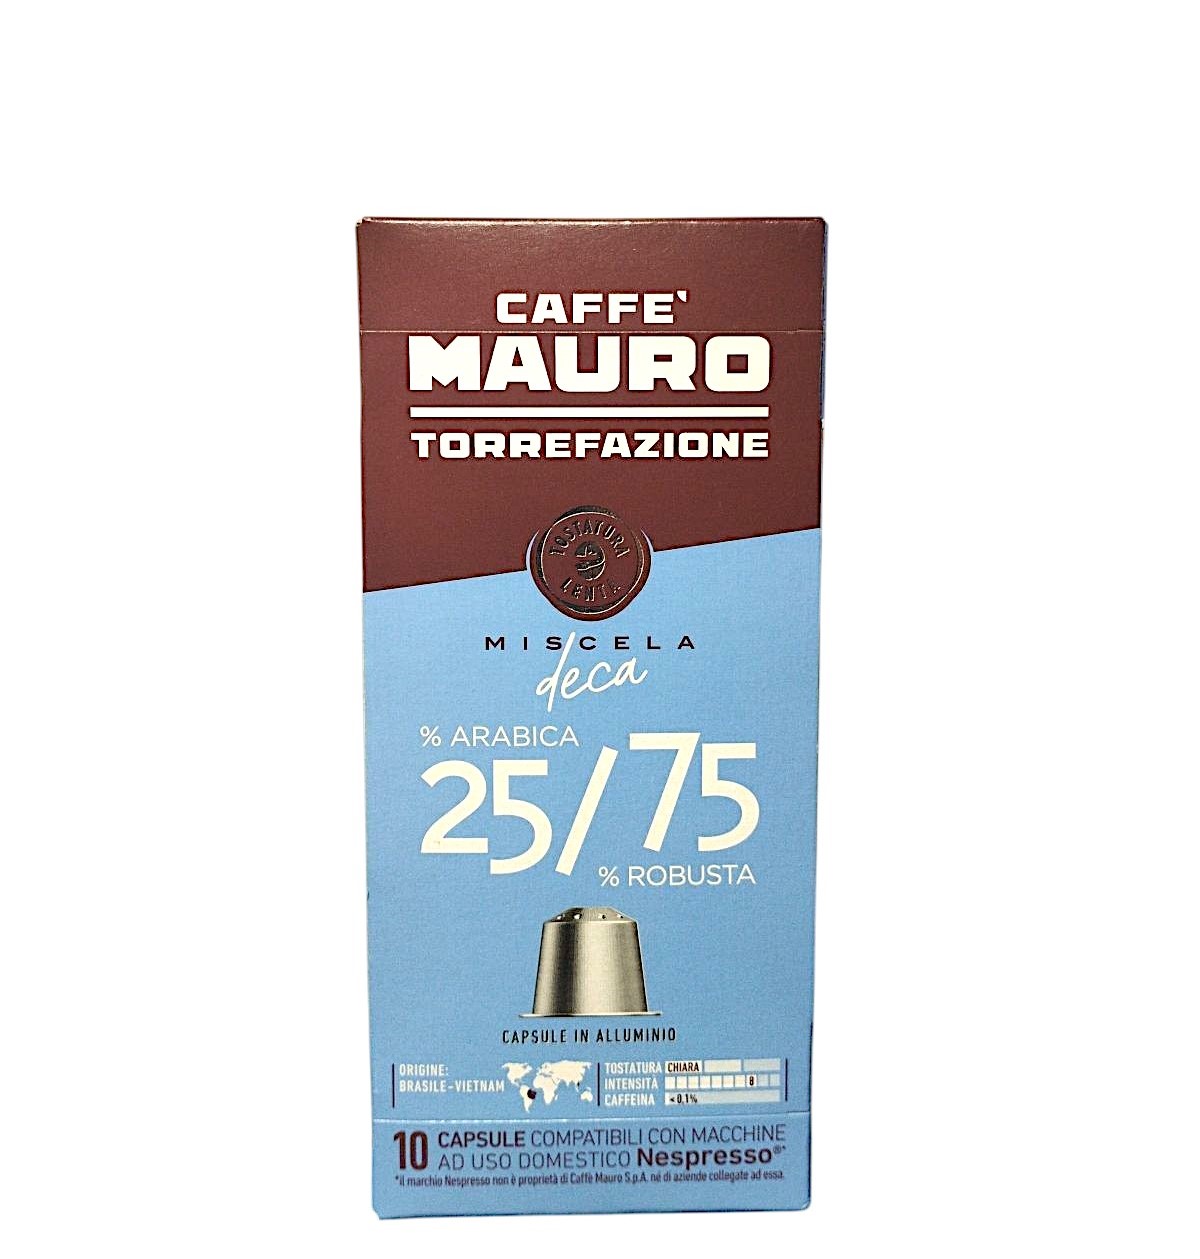 CAFFE`
MAURO
TORREFAZIONE
TOSTATURA
LENTA
MISCELA
deca
% ARABICA
25/75
% ROBUSTA
CAPSULE IN ALLUMINIO
ORIGINE:
BRASILE-VIETNAM
TOSTATURA CHIARA
INTENSITÀ 8
CAFFEINA <0,1%
10 CAPSULE COMPATIBILI CON MACCHINE
AD USO DOMESTICO Nespresso®*
*il marchio Nespresso non è proprietà di Caffè Mauro S.p.A. né di aziende collegate ad essa.